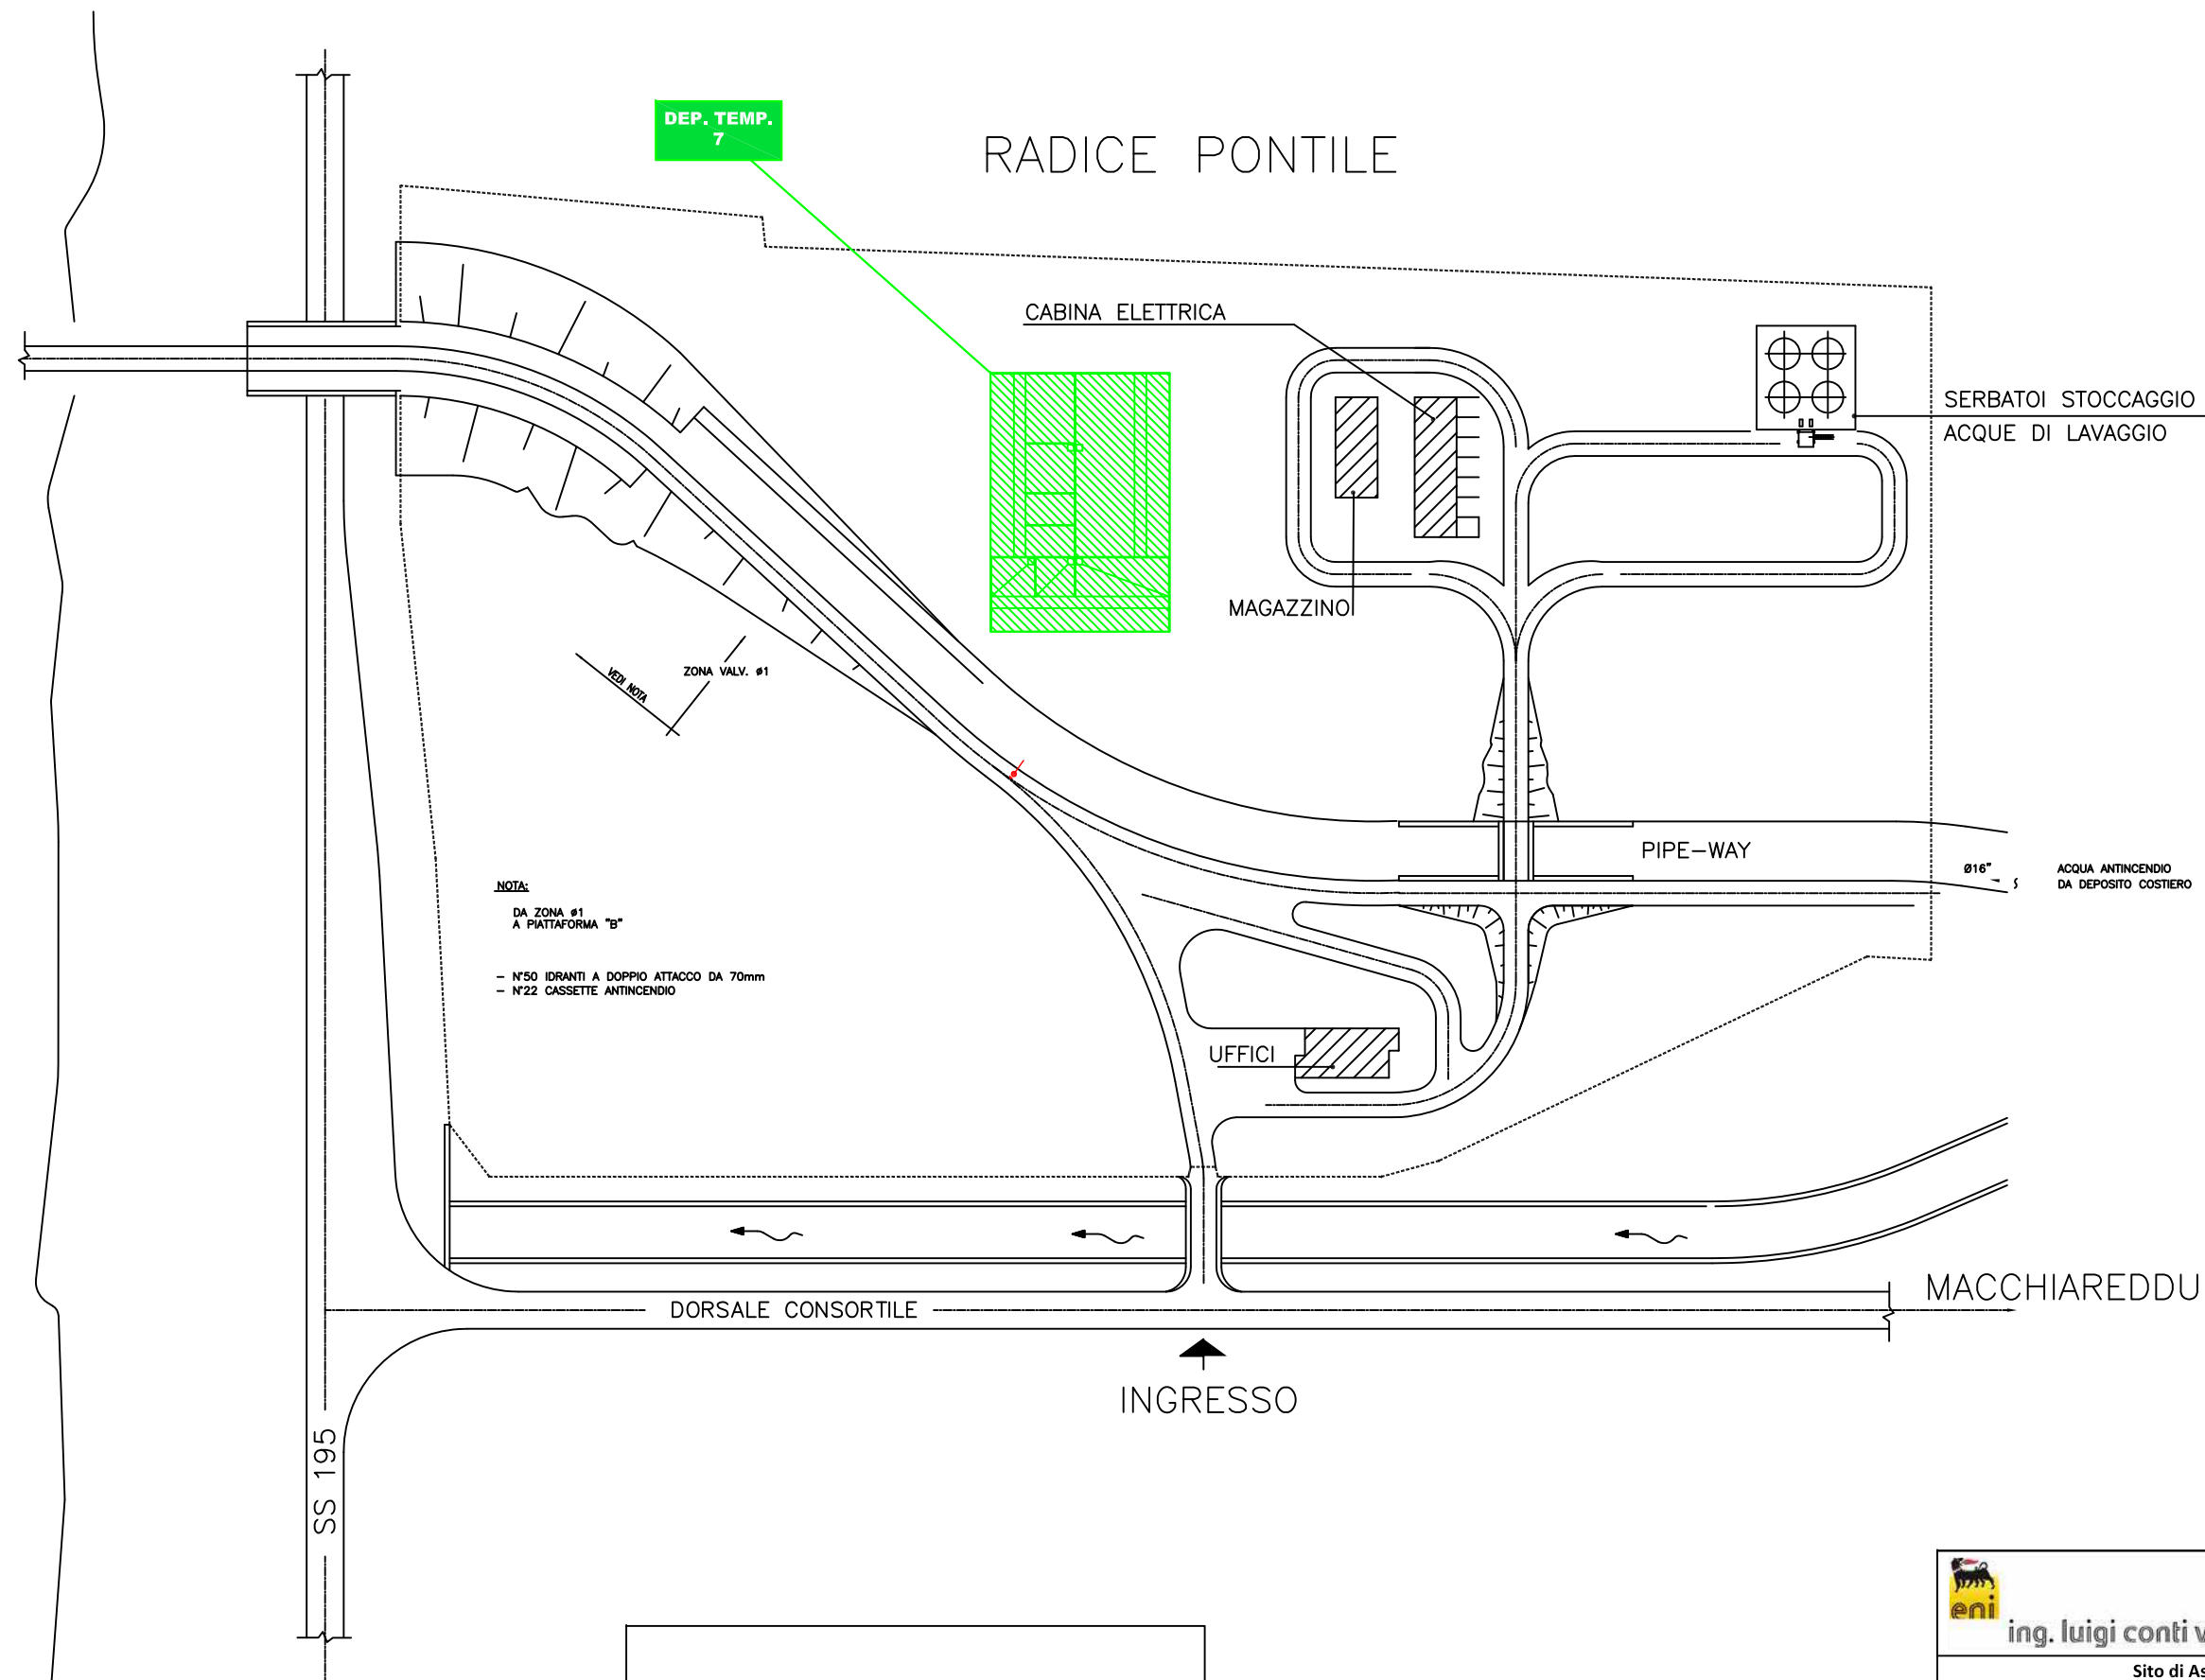 DEP. TEMP.
7
RADICE PONTILE
CABINA ELETTRICA
SERBATOI STOCCAGGIO
ACQUE DI LAVAGGIO
MAGAZZINO
ZONA VALV. ø1
VEDI NOTA
PIPE-WAY
Ø16"
ACQUA ANTINCENDIO
DA DEPOSITO COSTIERO
NOTA:
DA ZONA ø1
A PIATTAFORMA "B"
- N°50 IDRANTI A DOPPIO ATTACCO DA 70mm
- N°22 CASSETTE ANTINCENDIO
UFFICI
MACCHIAREDDU
DORSALE CONSORTILE
INGRESSO
SS 195
eni
ing. luigi conti
Sito di